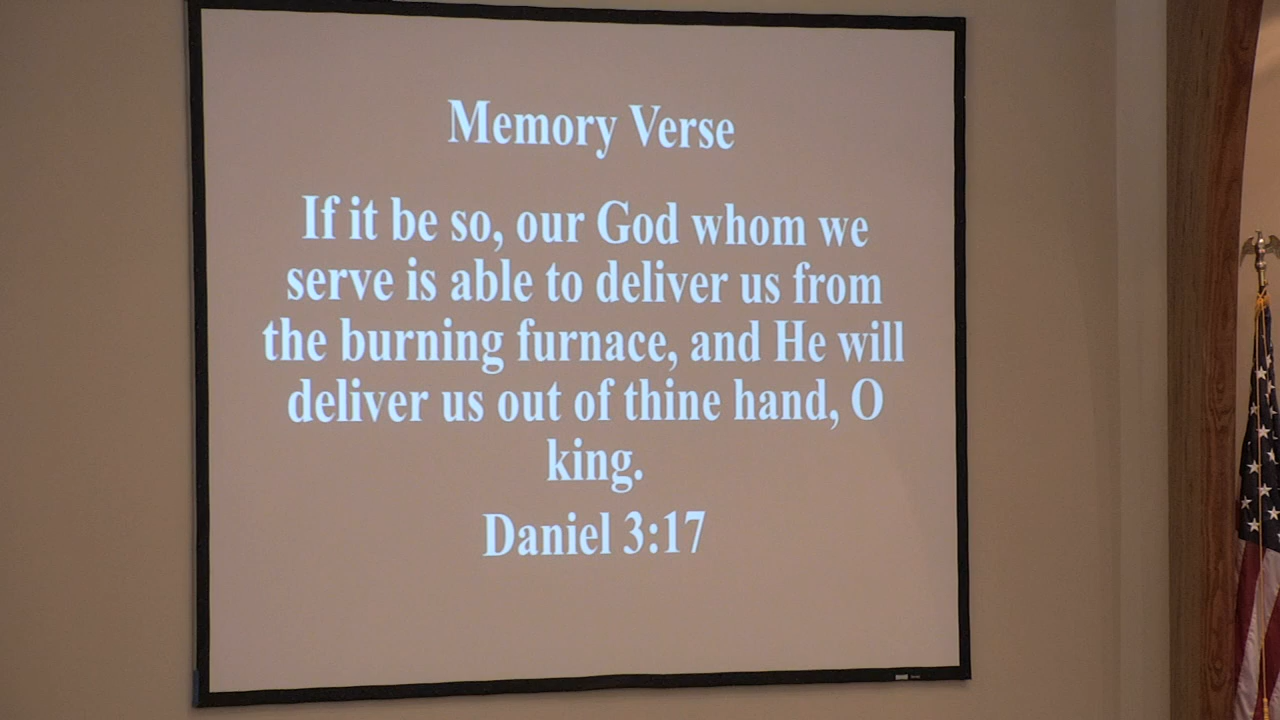 Memory Verse
If it be so, our God whom we
serve is able to deliver us from
the burning furnace, and He will
deliver us out of thine hand, O
king.
Daniel 3:17